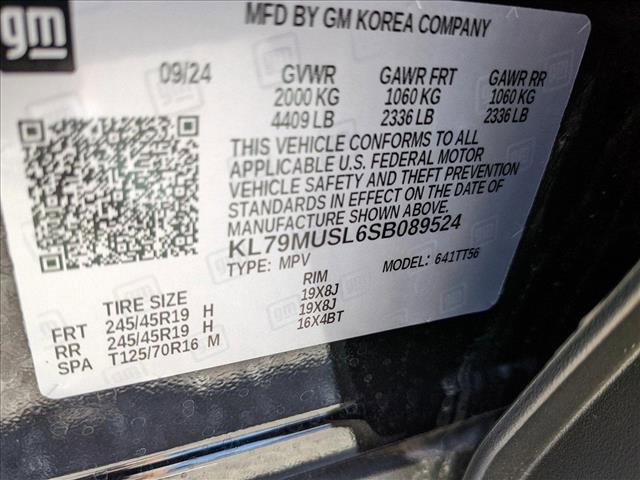 gm
MFD BY GM KOREA COMPANY
09/24 GVWR GAWR FRT GAWR RR
2000 KG 1060 KG 1060 KG
4409 LB 2336 LB 2336 LB
THIS VEHICLE CONFORMS TO ALL
APPLICABLE U.S. FEDERAL MOTOR
VEHICLE SAFETY AND THEFT PREVENTION
STANDARDS IN EFFECT ON THE DATE OF
MANUFACTURE SHOWN ABOVE.
KL79MUSL6SB089524
TYPE: MPV MODEL: 641TT56
TIRE SIZE RIM
FRT 245/45R19 H 19X8J
RR 245/45R19 H 19X8J
SPA T125/70R16 M 16X4BT